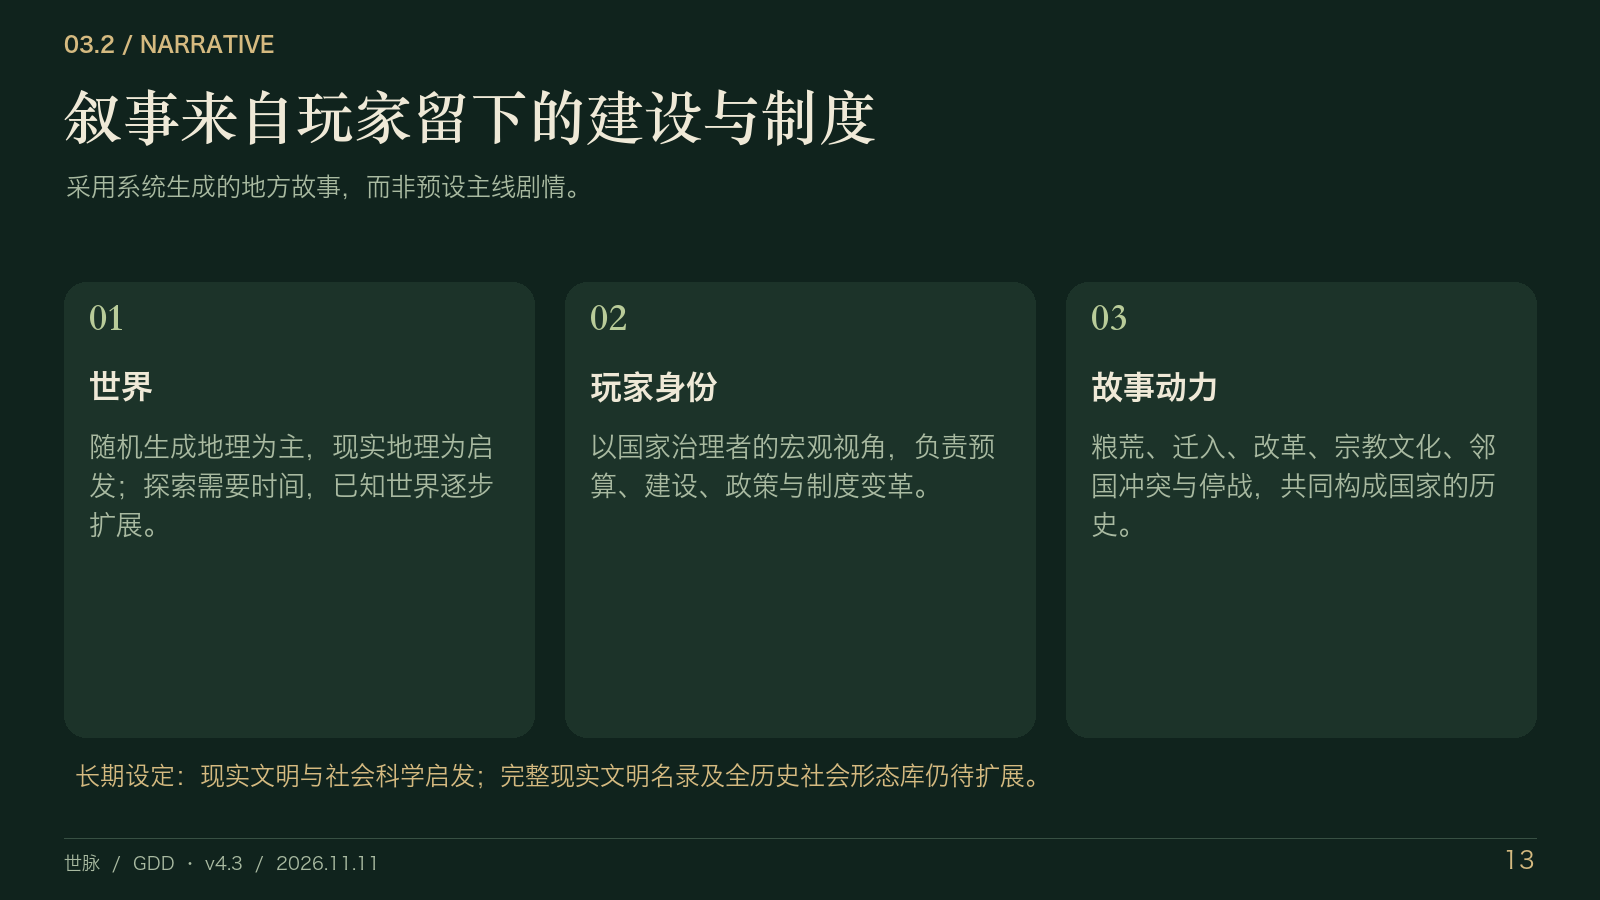 03.2 / NARRATIVE
叙事来自玩家留下的建设与制度
采用系统生成的地方故事，而非预设主线剧情。
01
世界
随机生成地理为主，现实地理为启
发；探索需要时间，已知世界逐步
扩展。
02
玩家身份
以国家治理者的宏观视角，负责预
算、建设、政策与制度变革。
03
故事动力
粮荒、迁入、改革、宗教文化、邻
国冲突与停战，共同构成国家的历
史。
长期设定：现实文明与社会科学启发；完整现实文明名录及全历史社会形态库仍待扩展。
世脉 / GDD · v4.3 / 2026.11.11
13